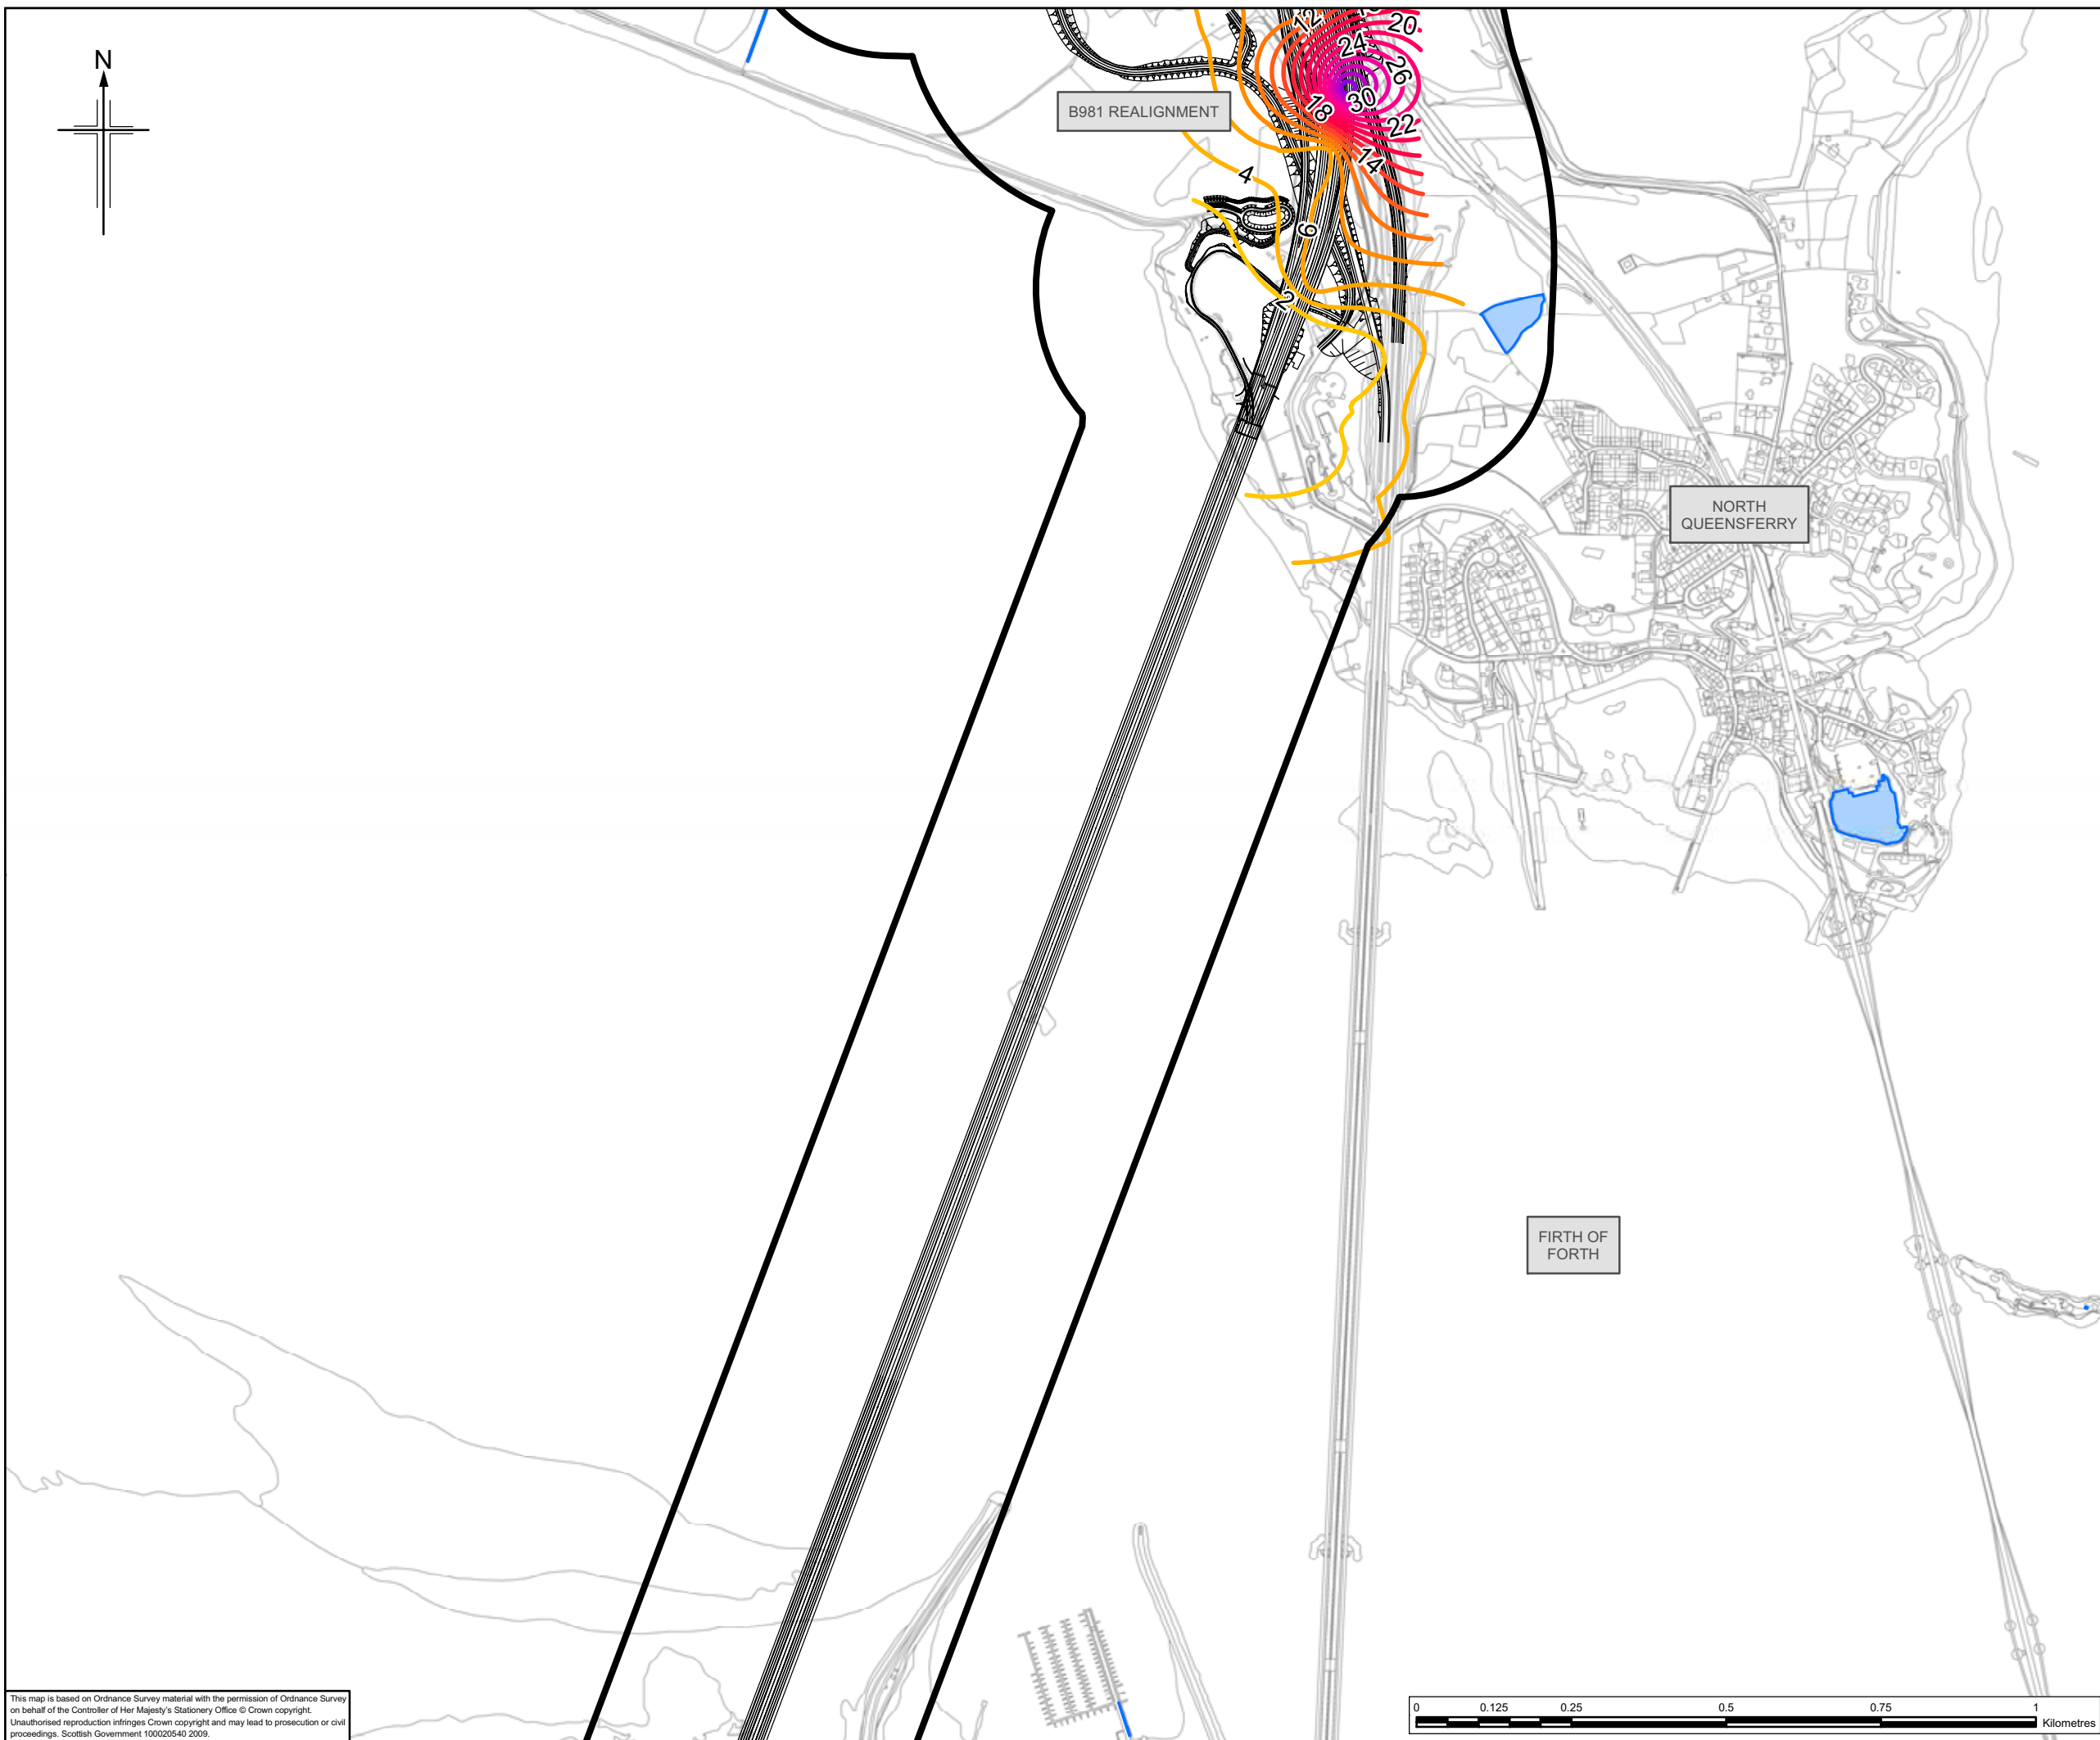 N
12
20
24
26
30
18
22
14
B981 REALIGNMENT
4
6
2
NORTH
QUEENSFERRY
FIRTH OF
FORTH
This map is based on Ordnance Survey material with the permission of Ordnance Survey
on behalf of the Controller of Her Majesty's Stationery Office © Crown copyright.
Unauthorised reproduction infringes Crown copyright and may lead to prosecution or civil
proceedings. Scottish Government 100020540 2009.
0 0.125 0.25 0.5 0.75 1
Kilometres